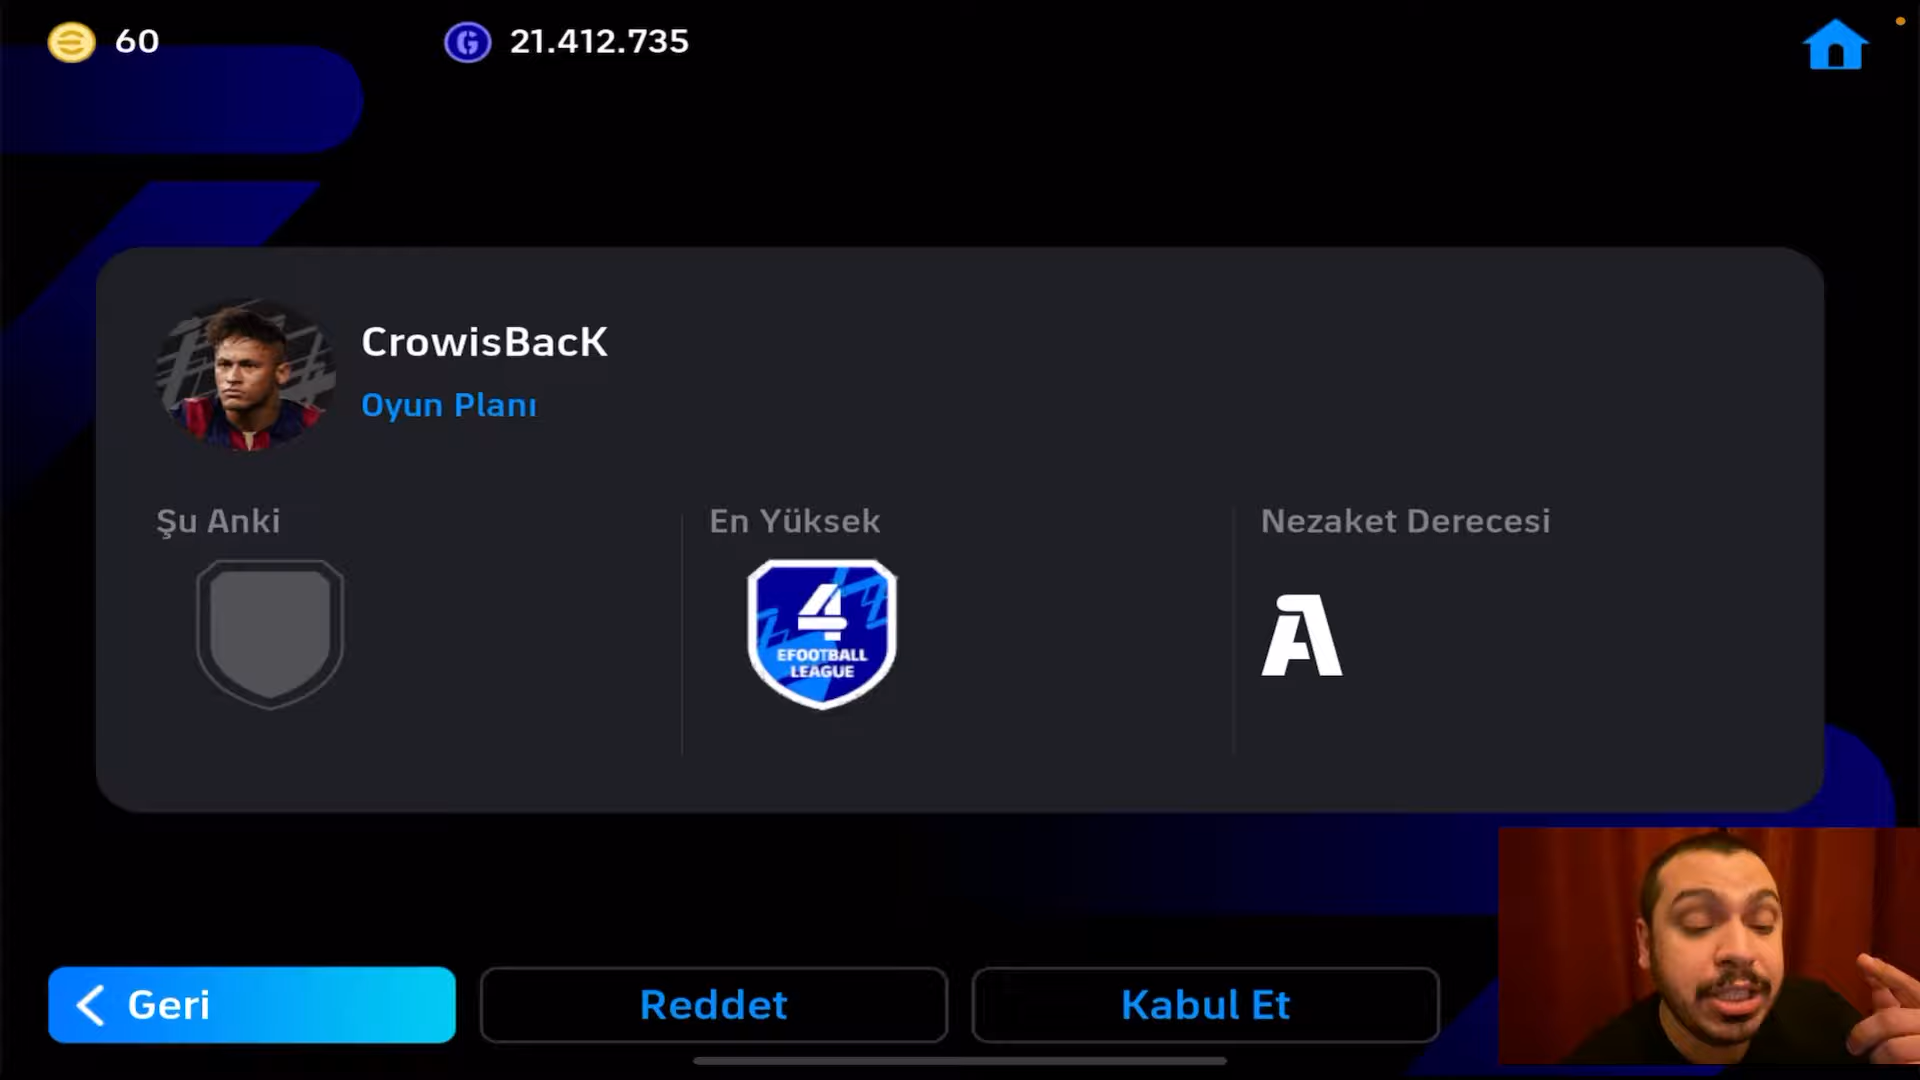 60
21.412.735
CrowisBacK
Oyun Planı
Şu Anki
En Yüksek
Nezaket Derecesi
4
EFOOTBALL
LEAGUE
A
Geri
Reddet
Kabul Et